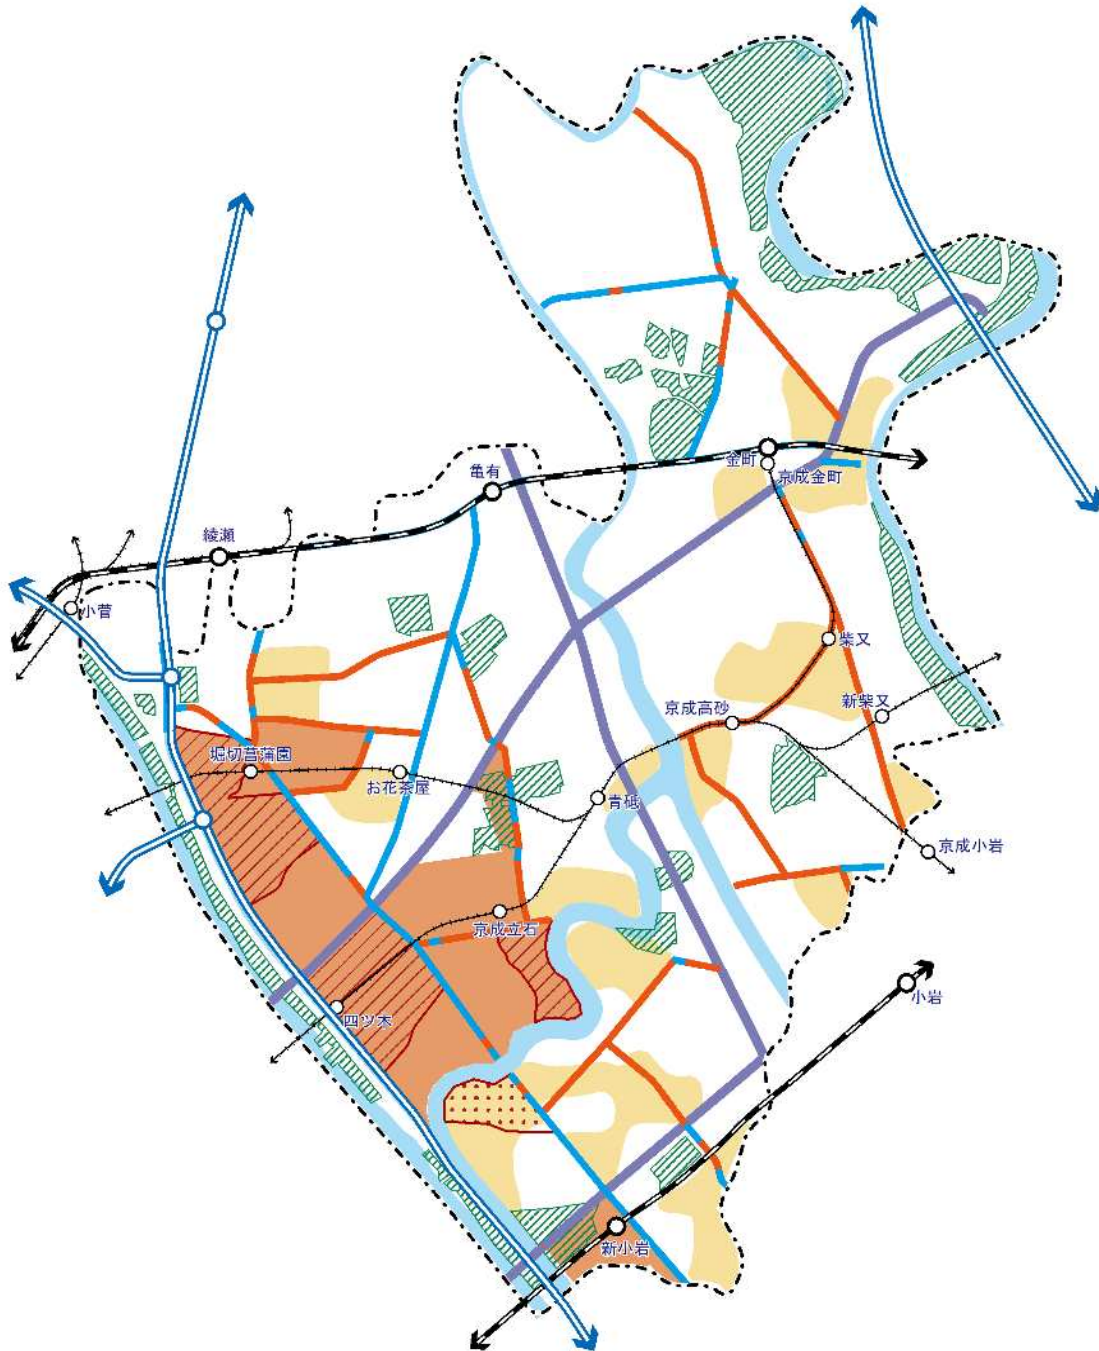 金町
京成金町
亀有
綾瀬
小菅
柴又
京成高砂
新柴又
堀切菖蒲園
お花茶屋
青砥
京成小岩
京成立石
小岩
四ツ木
新小岩